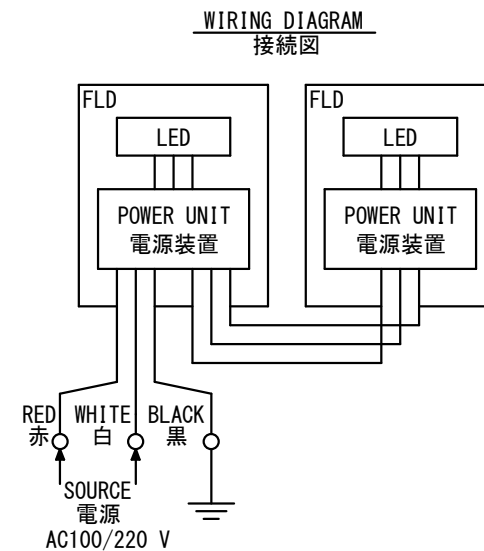 WIRING DIAGRAM
接続図
FLD
LED
POWER UNIT
電源装置
FLD
LED
POWER UNIT
電源装置
RED
赤
WHITE
白
BLACK
黒
SOURCE
電源
AC100/220 V